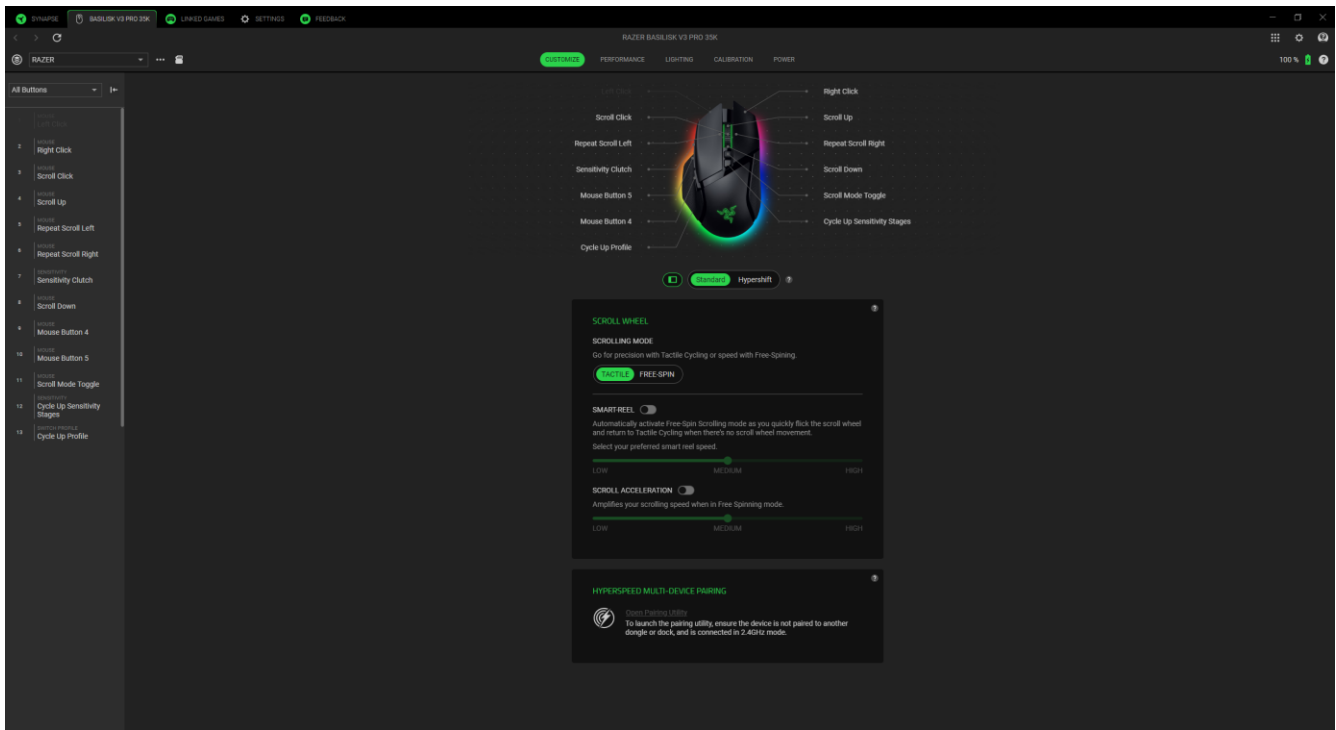 SYNAPSE
BASILISK V3 PRO 35K
LINKED GAMES
SETTINGS
FEEDBACK
RAZER BASILISK V3 PRO 35K
RAZER
CUSTOMIZE
PERFORMANCE
LIGHTING
CALIBRATION
POWER
100 %
All Buttons
MOUSE
Left Click
2
MOUSE
Right Click
3
MOUSE
Scroll Click
4
MOUSE
Scroll Up
5
MOUSE
Repeat Scroll Left
6
MOUSE
Repeat Scroll Right
7
SENSITIVITY
Sensitivity Clutch
8
MOUSE
Scroll Down
9
MOUSE
Mouse Button 4
10
MOUSE
Mouse Button 5
11
MOUSE
Scroll Mode Toggle
12
SENSITIVITY
Cycle Up Sensitivity
Stages
13
SWITCH PROFILE
Cycle Up Profile
Left Click
Scroll Click
Repeat Scroll Left
Sensitivity Clutch
Mouse Button 5
Mouse Button 4
Cycle Up Profile
Right Click
Scroll Up
Repeat Scroll Right
Scroll Down
Scroll Mode Toggle
Cycle Up Sensitivity Stages
Standard
Hypershift
?
?
SCROLL WHEEL
SCROLLING MODE
Go for precision with Tactile Cycling or speed with Free-Spining.
TACTILE
FREE-SPIN
SMART-REEL
Automatically activate Free-Spin Scrolling mode as you quickly flick the scroll wheel
and return to Tactile Cycling when there's no scroll wheel movement.
Select your preferred smart reel speed.
LOW
MEDIUM
HIGH
SCROLL ACCELERATION
Amplifies your scrolling speed when in Free Spinning mode.
LOW
MEDIUM
HIGH
?
HYPERSPEED MULTI-DEVICE PAIRING
Open Pairing Utility
To launch the pairing utility, ensure the device is not paired to another
dongle or dock, and is connected in 2.4GHz mode.